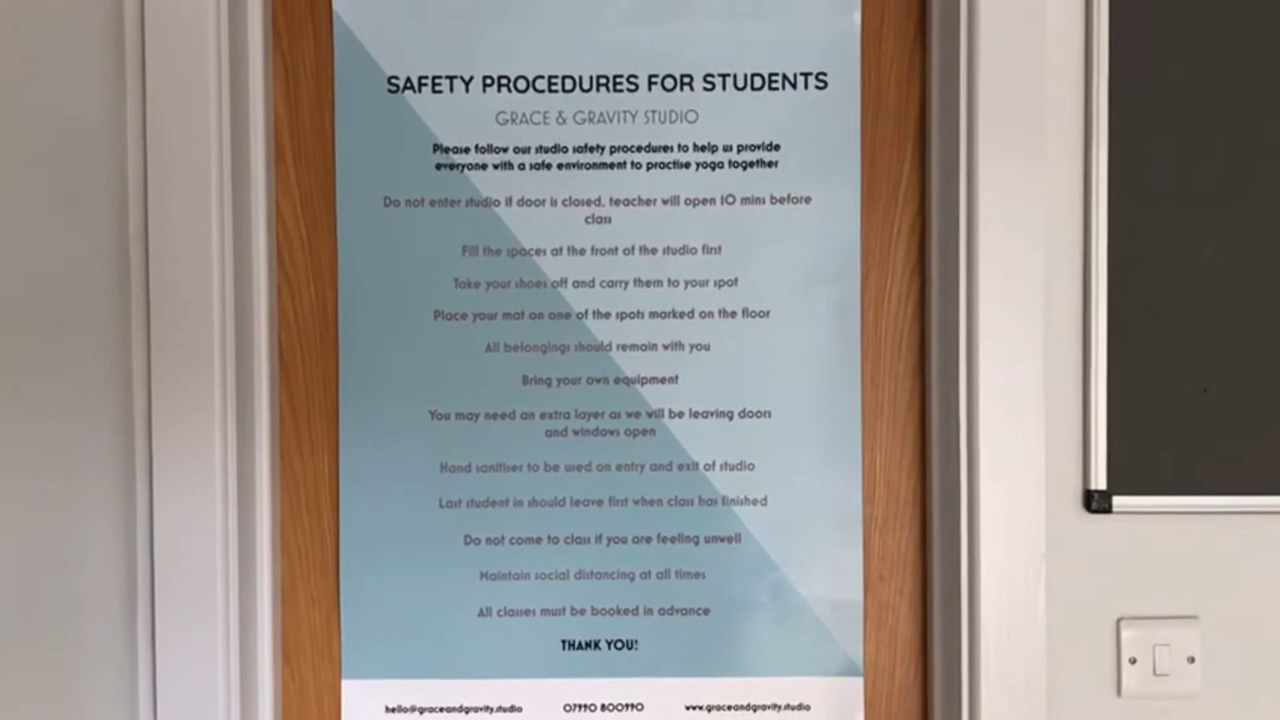 SAFETY PROCEDURES FOR STUDENTS
GRACE & GRAVITY STUDIO
Please follow our studio safety procedures to help us provide
everyone with a safe environment to practise yoga together
Do not enter studio if door is closed, teacher will open 10 mins before
class
Fill the spaces at the front of the studio first
Take your shoes off and carry them to your spot
Place your mat on one of the spots marked on the floor
All belongings should remain with you
Bring your own equipment
You may need an extra layer as we will be leaving doors
and windows open
Hand sanitiser to be used on entry and exit of studio
Last student in should leave first when class has finished
Do not come to class if you are feeling unwell
Maintain social distancing at all times
All classes must be booked in advance
THANK YOU!
hello@graceandgravity.studio 07990 800990 www.graceandgravity.studio